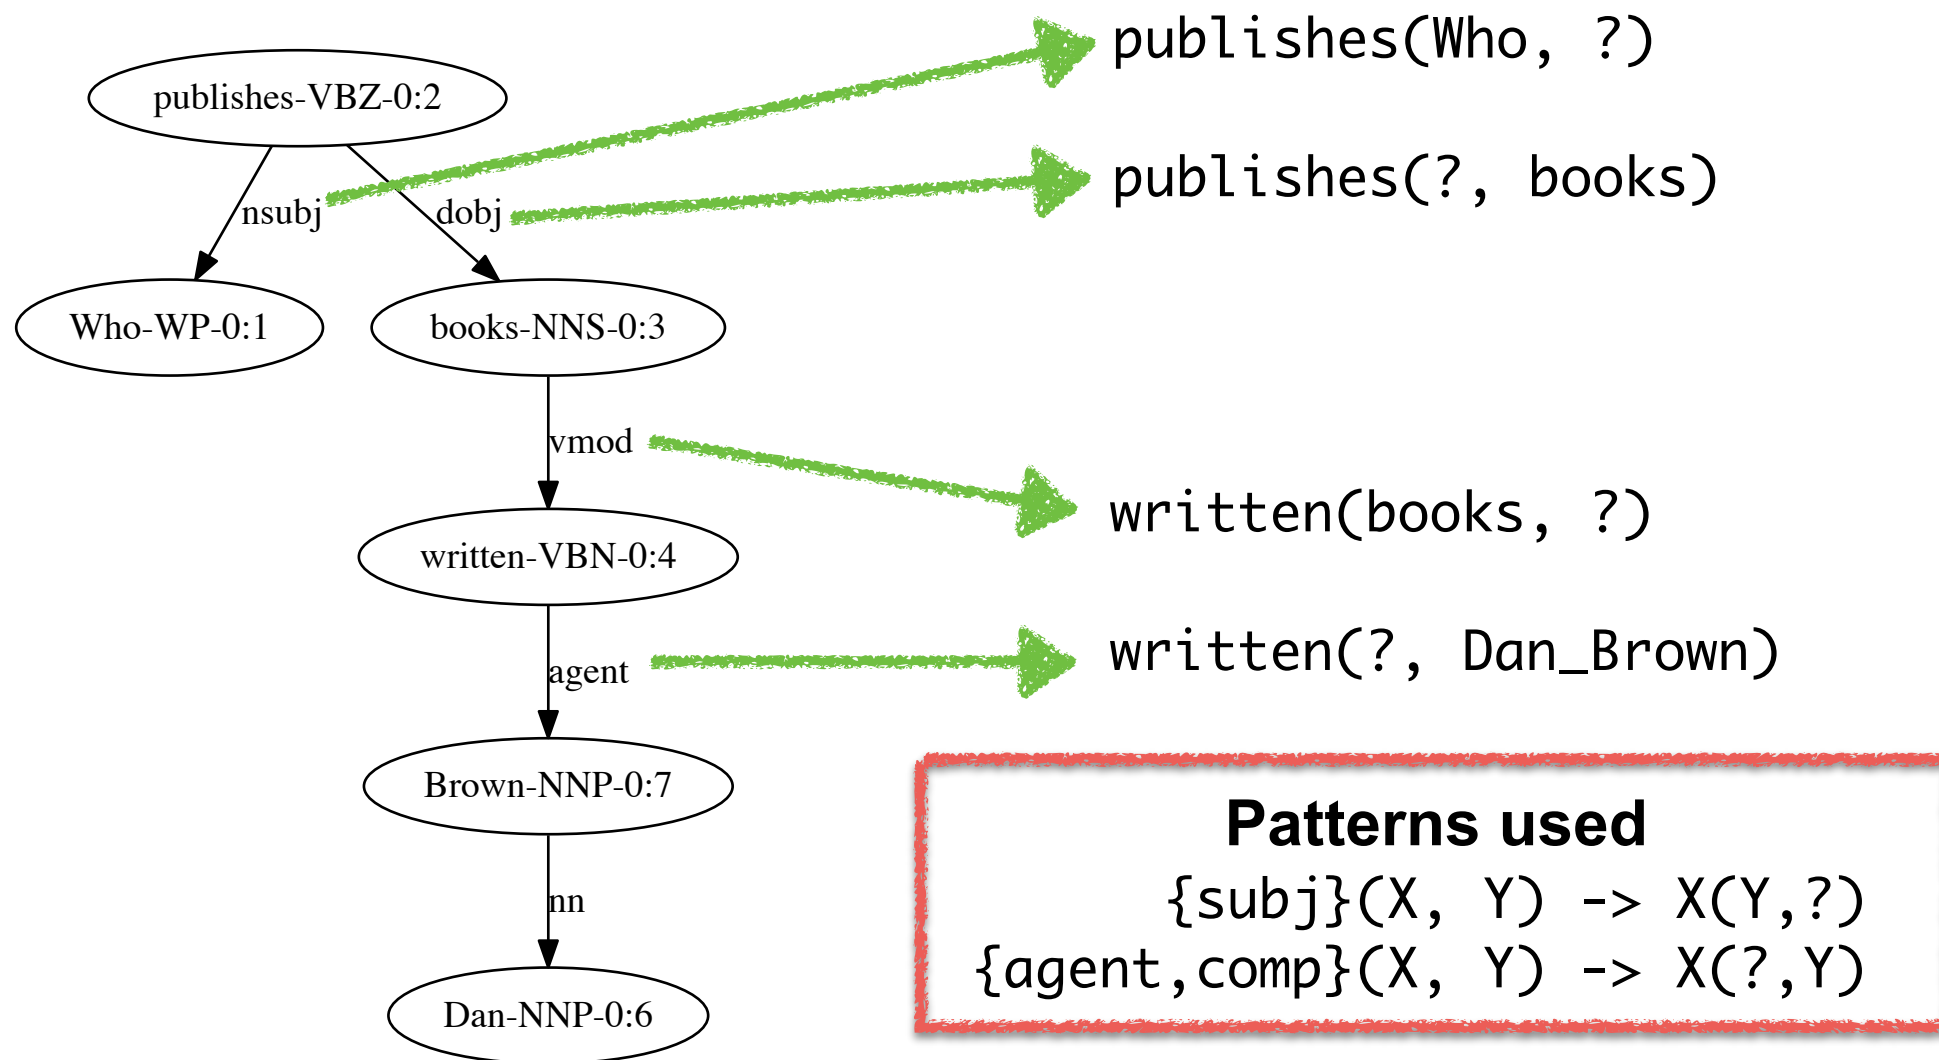 publishes(Who, ?)
publishes-VBZ-0:2
publishes(?, books)
nsubj
dobj
Who-WP-0:1
books-NNS-0:3
vmod
written(books, ?)
written-VBN-0:4
agent
written(?, Dan_Brown)
Brown-NNP-0:7
nn
Dan-NNP-0:6
Patterns used
{subj}(X, Y) -> X(Y,?)
{agent,comp}(X, Y) -> X(?,Y)